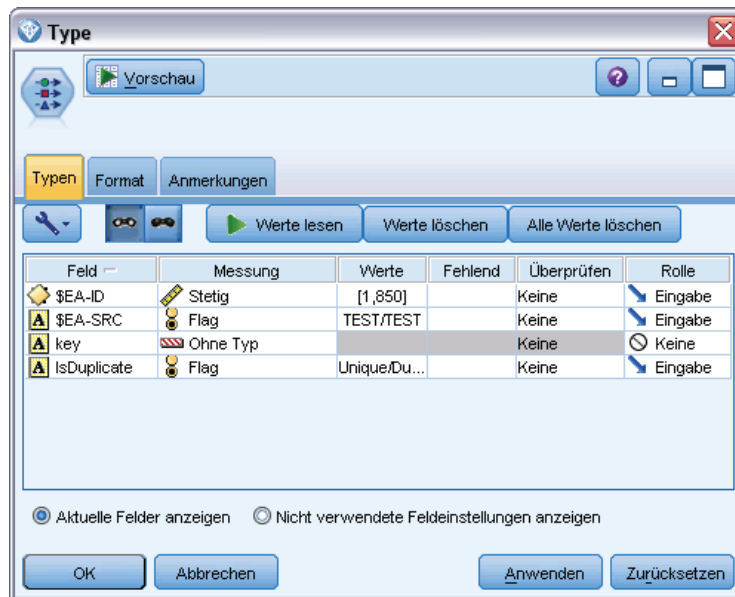 Type
Vorschau
Typen Format Anmerkungen
Werte lesen Werte löschen Alle Werte löschen
Feld Messung Werte Fehlend Überprüfen Rolle
$EA-ID Stetig [1,850] Keine Eingabe
A $EA-SRC Flag TEST/TEST Keine Eingabe
A key Ohne Typ Keine Keine
A IsDuplicate Flag Unique/Du... Keine Eingabe
Aktuelle Felder anzeigen Nicht verwendete Feldeinstellungen anzeigen
OK Abbrechen Anwenden Zurücksetzen